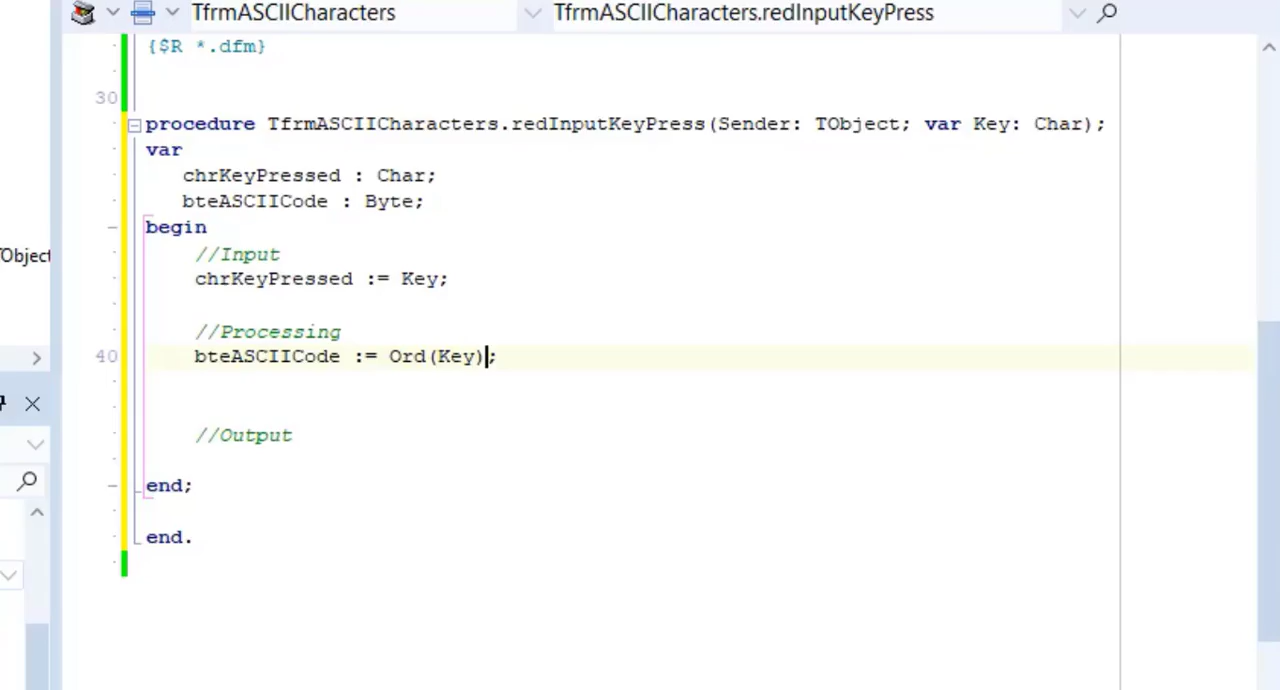 TfrmASCIICharacters TfrmASCIICharacters.redInputKeyPress
{$R *.dfm}
30
procedure TfrmASCIICharacters.redInputKeyPress(Sender: TObject; var Key: Char);
var
chrKeyPressed : Char;
bteASCIICode : Byte;
begin
//Input
TObject
chrKeyPressed := Key;
//Processing
40 bteASCIICode := Ord(Key);
//Output
end;
end.